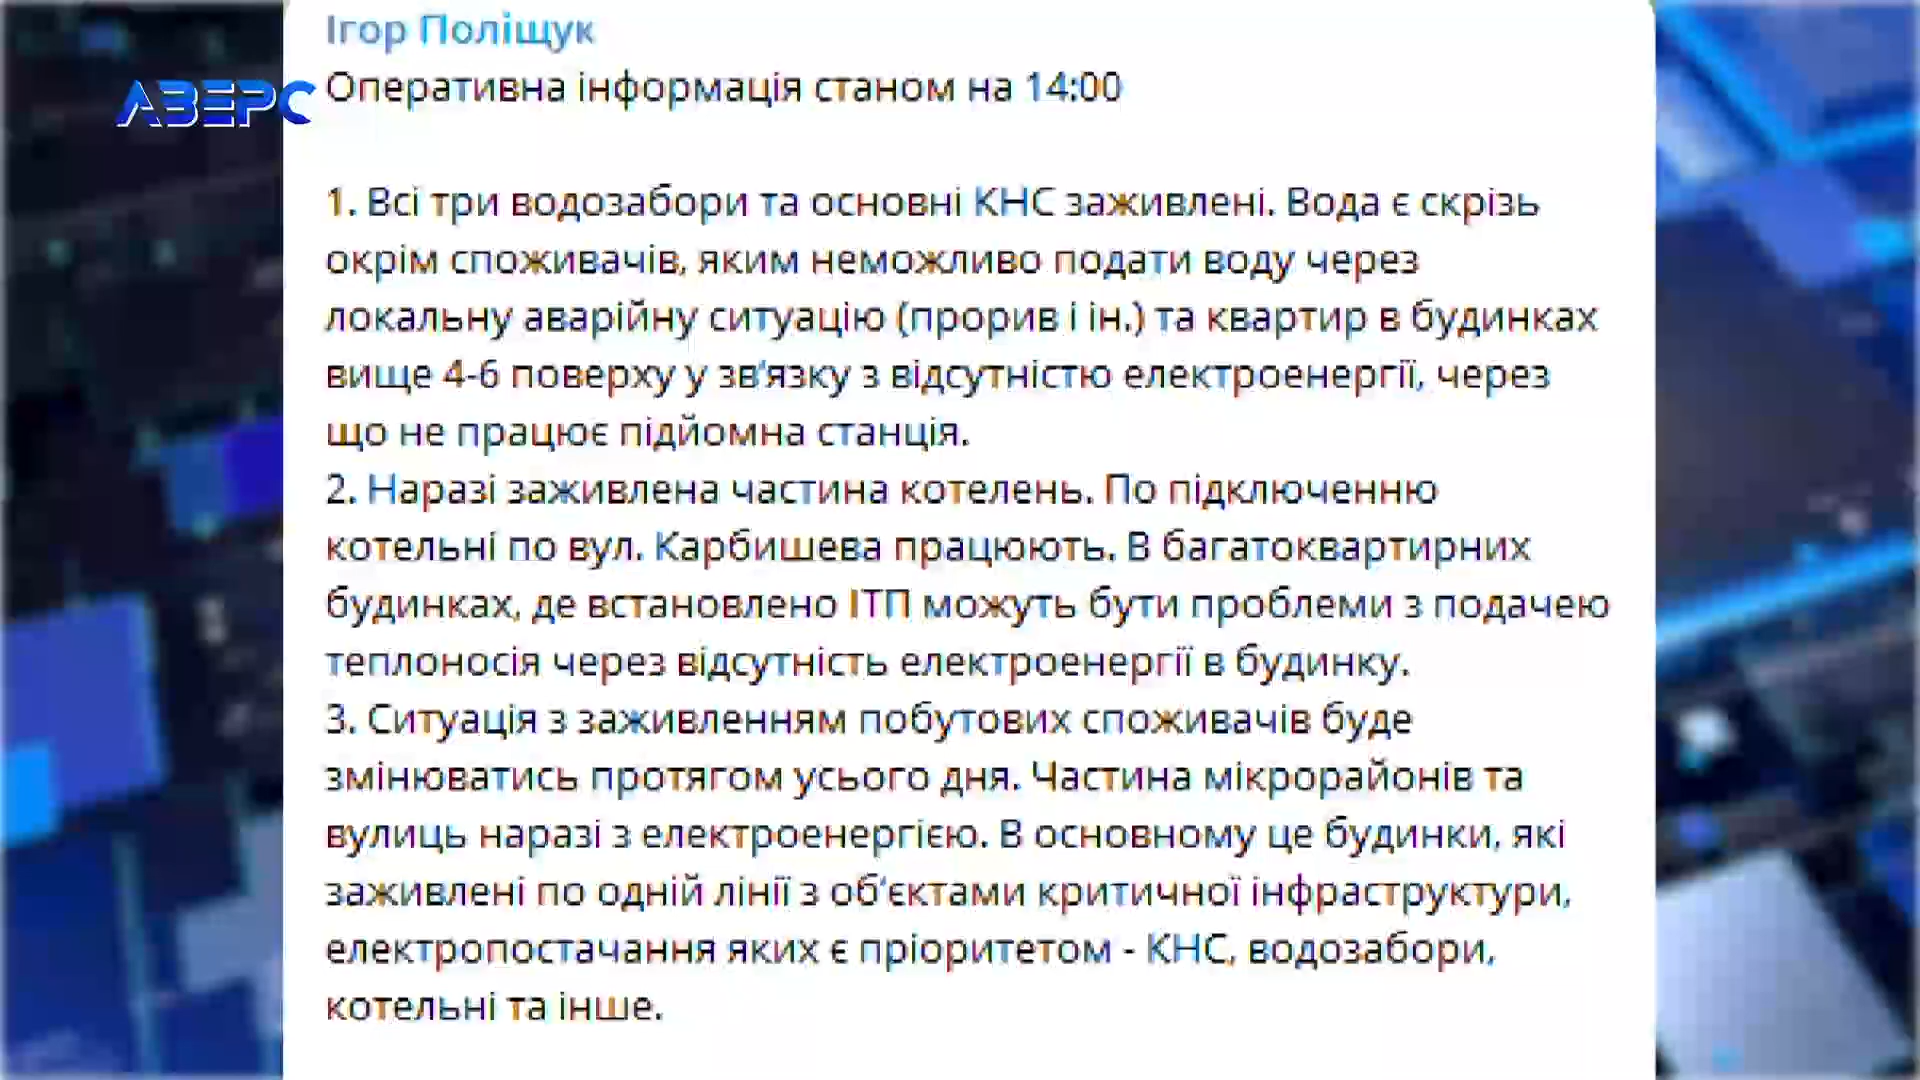 Ігор Поліщук
АВЕРС
Оперативна інформація станом на 14:00
1. Всі три водозабори та основні КНС заживлені. Вода є скрізь
окрім споживачів, яким неможливо подати воду через
локальну аварійну ситуацію (прорив і ін.) та квартир в будинках
вище 4-6 поверху у зв'язку з відсутністю електроенергії, через
що не працює підйомна станція.
2. Наразі заживлена частина котелень. По підключенню
котельні по вул. Карбишева працюють. В багатоквартирних
будинках, де встановлено ІТП можуть бути проблеми з подачею
теплоносія через відсутність електроенергії в будинку.
3. Ситуація з заживленням побутових споживачів буде
змінюватись протягом усього дня. Частина мікрорайонів та
вулиць наразі з електроенергією. В основному це будинки, які
заживлені по одній лінії з об'єктами критичної інфраструктури,
електропостачання яких є пріоритетом - КНС, водозабори,
котельні та інше.